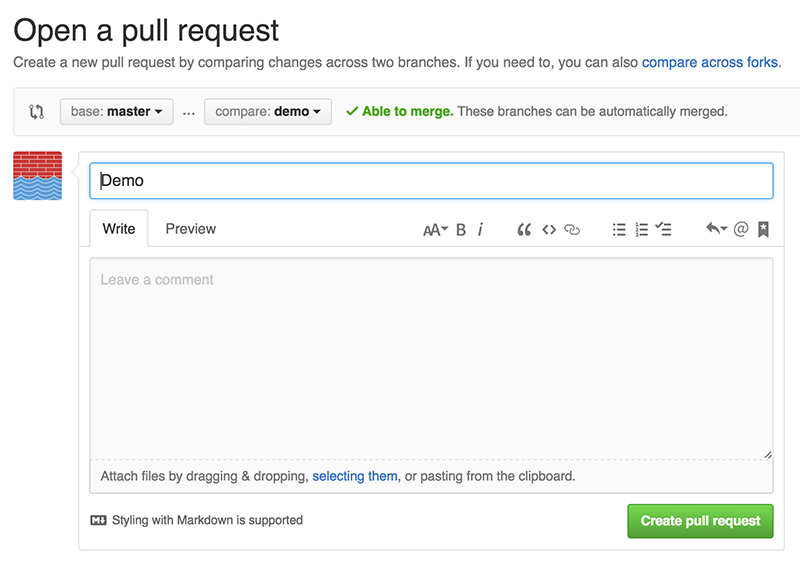 Open a pull request
Create a new pull request by comparing changes across two branches. If you need to, you can also compare across forks.
base: master ... compare: demo ✓ Able to merge. These branches can be automatically merged.
Demo
Write Preview AA B i “ <> @
Leave a comment
Attach files by dragging & dropping, selecting them, or pasting from the clipboard.
Styling with Markdown is supported
Create pull request